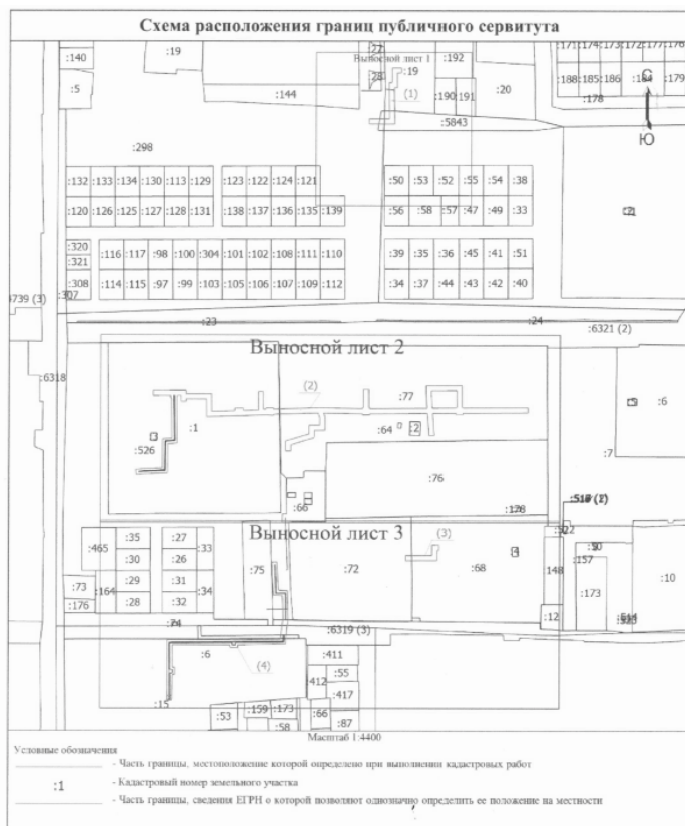 Схема расположения границ публичного сервитута
:140 :19 :27 :192 :171 :174 :173 :172 :177 :176
Выносной лист 1
:5 :144 :28 :19 (1) :190 :191 :20 :188 :185 :186 :184 :179
С
:178
:5843
Ю
:298
:132 :133 :134 :130 :113 :129 :123 :122 :124 :121 :50 :53 :52 :55 :54 :38
:120 :126 :125 :127 :128 :131 :138 :137 :136 :135 :139 :56 :58 :57 :47 :49 :33
:320
:321
:116 :117 :98 :100 :304 :101 :102 :108 :111 :110 :39 :35 :36 :45 :41 :51
:308 :114 :115 :97 :99 :103 :105 :106 :107 :109 :112 :34 :37 :44 :43 :42 :40
:307
:23 :24
:6321 (2)
Выносной лист 2
:6318
(2)
:77 :5 :6
:1 :64 :2
:526 :7
:76
:66
Выносной лист 3
:465 :35 :27 :33 (3)
:30 :26 :4
:75 :72 :68 :148 :157 :10
:73 :164 :29 :31 :34 :173
:176 :28 :32 :12
:74
:6319 (3)
:6 :411
(4) :412 :55
:417
:15
:53 :159 :173 :66
:58 :87
Масштаб 1:4400
Условные обозначения
- Часть границы, местоположение которой определено при выполнении кадастровых работ
:1 - Кадастровый номер земельного участка
- Часть границы, сведения ЕГРН о которой позволяют однозначно определить ее положение на местности